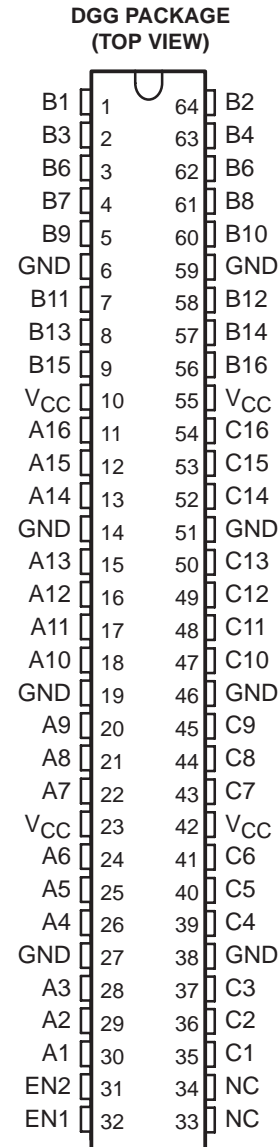 DGG PACKAGE
(TOP VIEW)
B1 1 64 B2
B3 2 63 B4
B6 3 62 B6
B7 4 61 B8
B9 5 60 B10
GND 6 59 GND
B11 7 58 B12
B13 8 57 B14
B15 9 56 B16
VCC 10 55 VCC
A16 11 54 C16
A15 12 53 C15
A14 13 52 C14
GND 14 51 GND
A13 15 50 C13
A12 16 49 C12
A11 17 48 C11
A10 18 47 C10
GND 19 46 GND
A9 20 45 C9
A8 21 44 C8
A7 22 43 C7
VCC 23 42 VCC
A6 24 41 C6
A5 25 40 C5
A4 26 39 C4
GND 27 38 GND
A3 28 37 C3
A2 29 36 C2
A1 30 35 C1
EN2 31 34 NC
EN1 32 33 NC